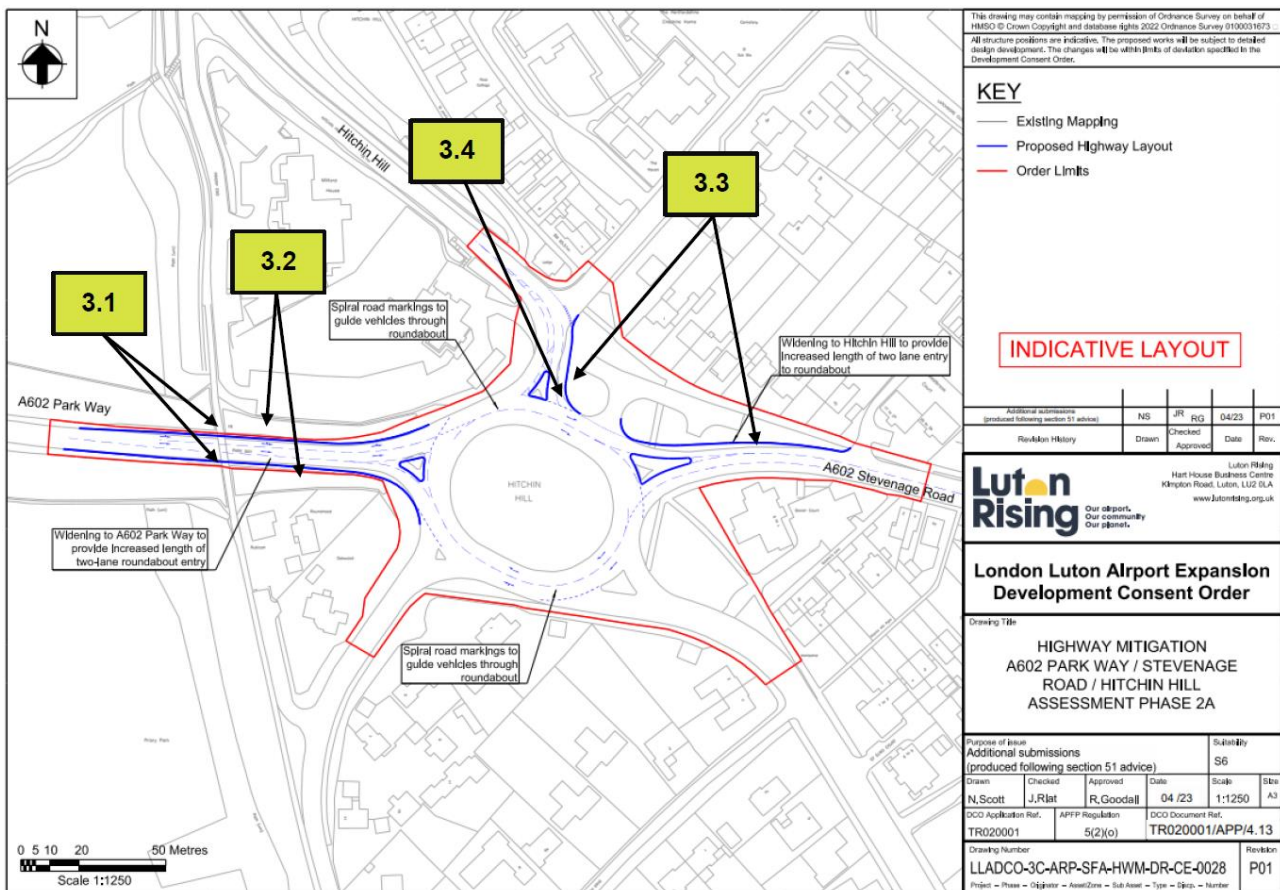 N
HITCHIN HILL
Hitchin Hill
3.4
3.3
3.2
3.1
Spiral road markings to
guide vehicles through
roundabout
Widening to Hitchin Hill to provide
increased length of two lane entry
to roundabout
A602 Park Way
A602 Stevenage Road
HITCHIN
HILL
Widening to A602 Park Way to
provide increased length of
two-lane roundabout entry
Spiral road markings to
guide vehicles through
roundabout
Priory Park
0 5 10 20 50 Metres
Scale 1:1250
This drawing may contain mapping by permission of Ordnance Survey on behalf of
HMSO © Crown Copyright and database rights 2022 Ordnance Survey 0100031673
All structure positions are indicative. The proposed works will be subject to detailed
design development. The changes will be within limits of deviation specified in the
Development Consent Order.
KEY
Existing Mapping
Proposed Highway Layout
Order Limits
INDICATIVE LAYOUT
Additional submissions
(produced following section 51 advice)
NS JR RG 04/23 P01
Revision History Drawn Checked Approved Date Rev.
Luton
Rising
Our airport.
Our community
Our planet.
Luton Rising
Hart House Business Centre
Kimpton Road, Luton, LU2 0LA
www.lutonrising.org.uk
London Luton Airport Expansion
Development Consent Order
Drawing Title
HIGHWAY MITIGATION
A602 PARK WAY / STEVENAGE
ROAD / HITCHIN HILL
ASSESSMENT PHASE 2A
Purpose of issue
Additional submissions
(produced following section 51 advice)
Suitability
S6
Drawn Checked Approved Date Scale Size
N.Scott J.Riat R.Goodall 04 /23 1:1250 A3
DCO Application Ref. APFP Regulation DCO Document Ref.
TR020001 5(2)(o) TR020001/APP/4.13
Drawing Number Revision
LLADCO-3C-ARP-SFA-HWM-DR-CE-0028 P01
Project – Phase – Originator – Asset/Zone – Sub Asset – Type – Discp. – Number